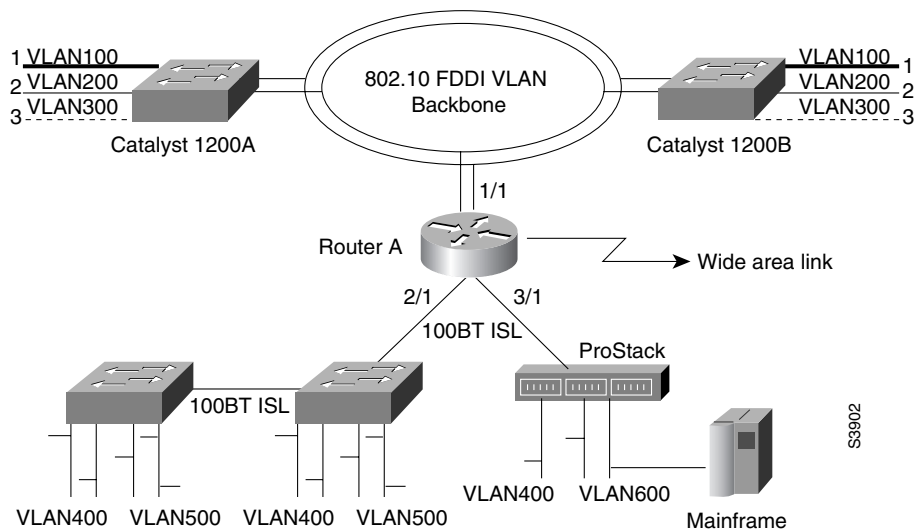 1 VLAN100
2 VLAN200
3 VLAN300
Catalyst 1200A
802.10 FDDI VLAN
Backbone
VLAN100 1
VLAN200 2
VLAN300 3
Catalyst 1200B
1/1
Router A
Wide area link
2/1
3/1
100BT ISL
ProStack
100BT ISL
VLAN400
VLAN500
VLAN400
VLAN500
VLAN400
VLAN600
Mainframe
S3902